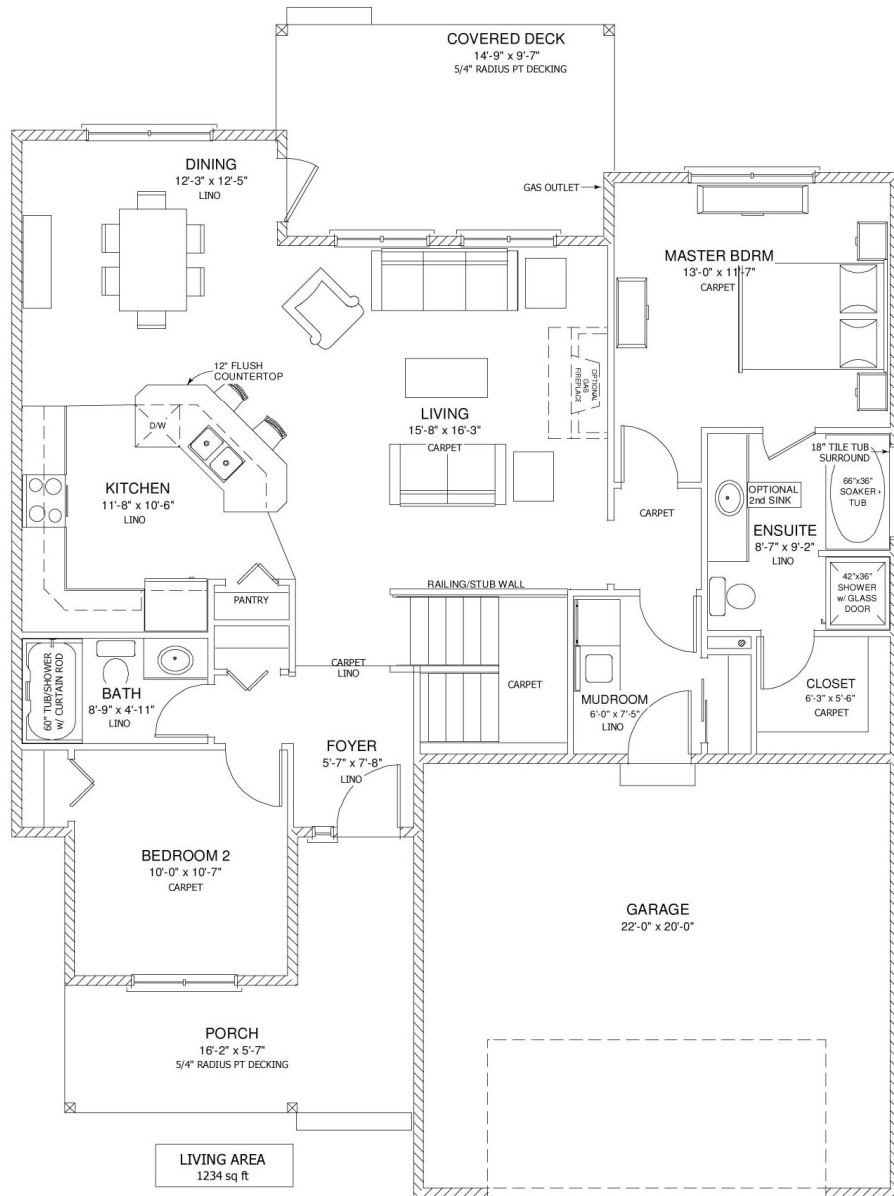 COVERED DECK
14'-9" x 9'-7"
5/4" RADIUS PT DECKING
DINING
12'-3" x 12'-5"
LINO
GAS OUTLET
MASTER BDRM
13'-0" x 11'-7"
CARPET
12" FLUSH
COUNTERTOP
OPTIONAL
GAS
FIREPLACE
D/W
LIVING
15'-8" x 16'-3"
CARPET
18" TILE TUB
SURROUND
KITCHEN
11'-8" x 10'-6"
LINO
66"x36"
SOAKER
TUB
OPTIONAL
2nd SINK
CARPET
ENSUITE
8'-7" x 9'-2"
LINO
42"x36"
SHOWER
w/ GLASS
DOOR
RAILING/STUB WALL
PANTRY
60" TUB/SHOWER
w/ CURTAIN ROD
BATH
8'-9" x 4'-11"
LINO
CARPET
LINO
CARPET
MUDROOM
6'-0" x 7'-5"
LINO
CLOSET
6'-3" x 5'-6"
CARPET
FOYER
5'-7" x 7'-8"
LINO
BEDROOM 2
10'-0" x 10'-7"
CARPET
GARAGE
22'-0" x 20'-0"
PORCH
16'-2" x 5'-7"
5/4" RADIUS PT DECKING
LIVING AREA
1234 sq ft